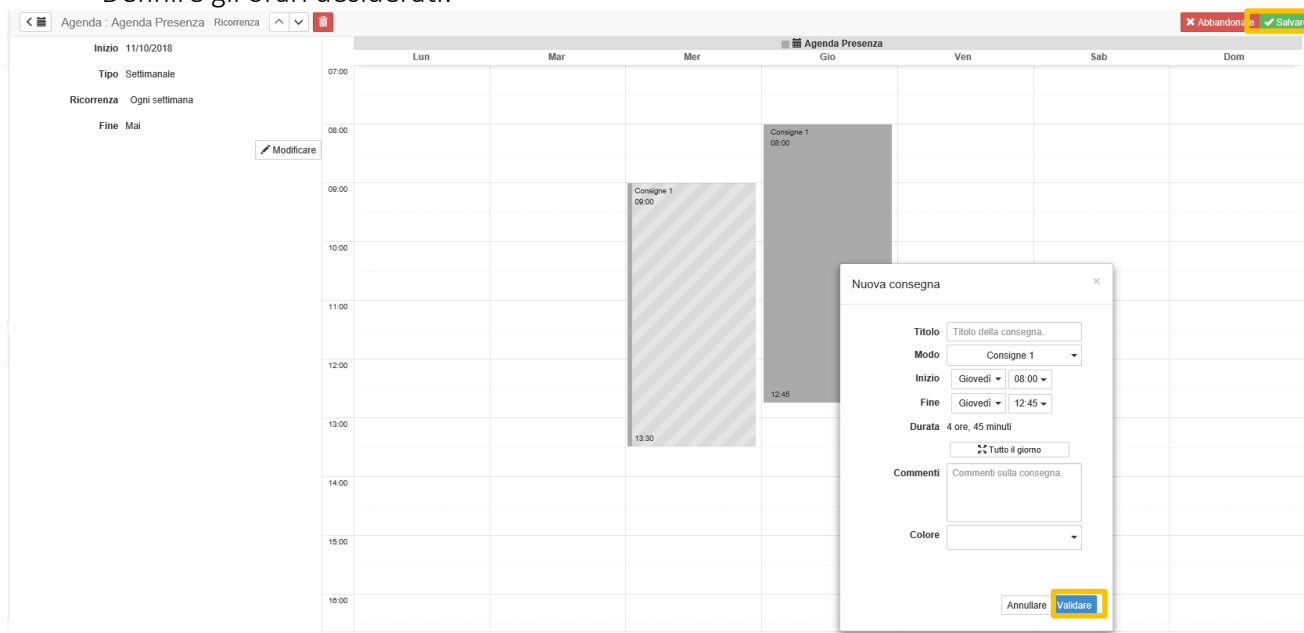 Definire gli orari desiderati.
Agenda : Agenda Presenza Ricorrenza
Abbandonare Salvare
Inizio 11/10/2018
Tipo Settimanale
Ricorrenza Ogni settimana
Fine Mai
Modificare
Agenda Presenza
Lun Mar Mer Gio Ven Sab Dom
07:00
08:00
09:00
10:00
11:00
12:00
13:00
14:00
15:00
16:00
Consigne 1
09:00
13:30
Consigne 1
08:00
12:45
Nuova consegna ×
Titolo Titolo della consegna.
Modo Consigne 1
Inizio Giovedì 08:00
Fine Giovedì 12:45
Durata 4 ore, 45 minuti
Tutto il giorno
Commenti Commenti sulla consegna.
Colore
Annullare Validare